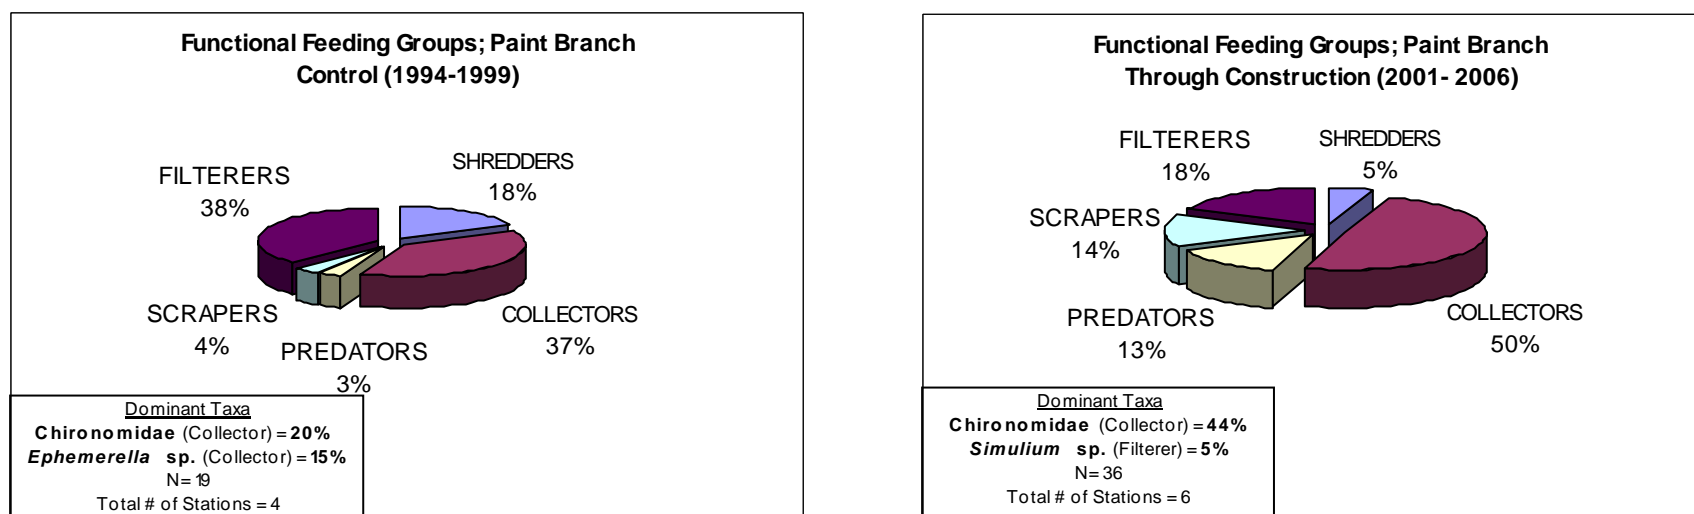 Functional Feeding Groups; Paint Branch
Control (1994-1999)
SHREDDERS
18%
FILTERERS
38%
SCRAPERS
4%
PREDATORS
3%
COLLECTORS
37%
Dominant Taxa
Chironomidae (Collector) = 20%
Ephemerella sp. (Collector) = 15%
N= 19
Total # of Stations = 4
Functional Feeding Groups; Paint Branch
Through Construction (2001- 2006)
FILTERERS
18%
SHREDDERS
5%
SCRAPERS
14%
PREDATORS
13%
COLLECTORS
50%
Dominant Taxa
Chironomidae (Collector) = 44%
Simulium sp. (Filterer) = 5%
N= 36
Total # of Stations = 6